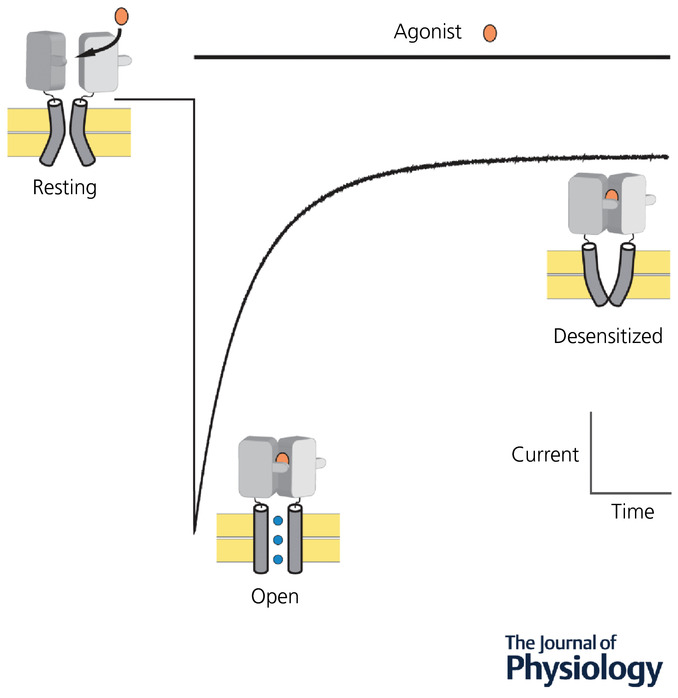 Agonist
Resting
Desensitized
Current
Time
Open
The Journal of
Physiology